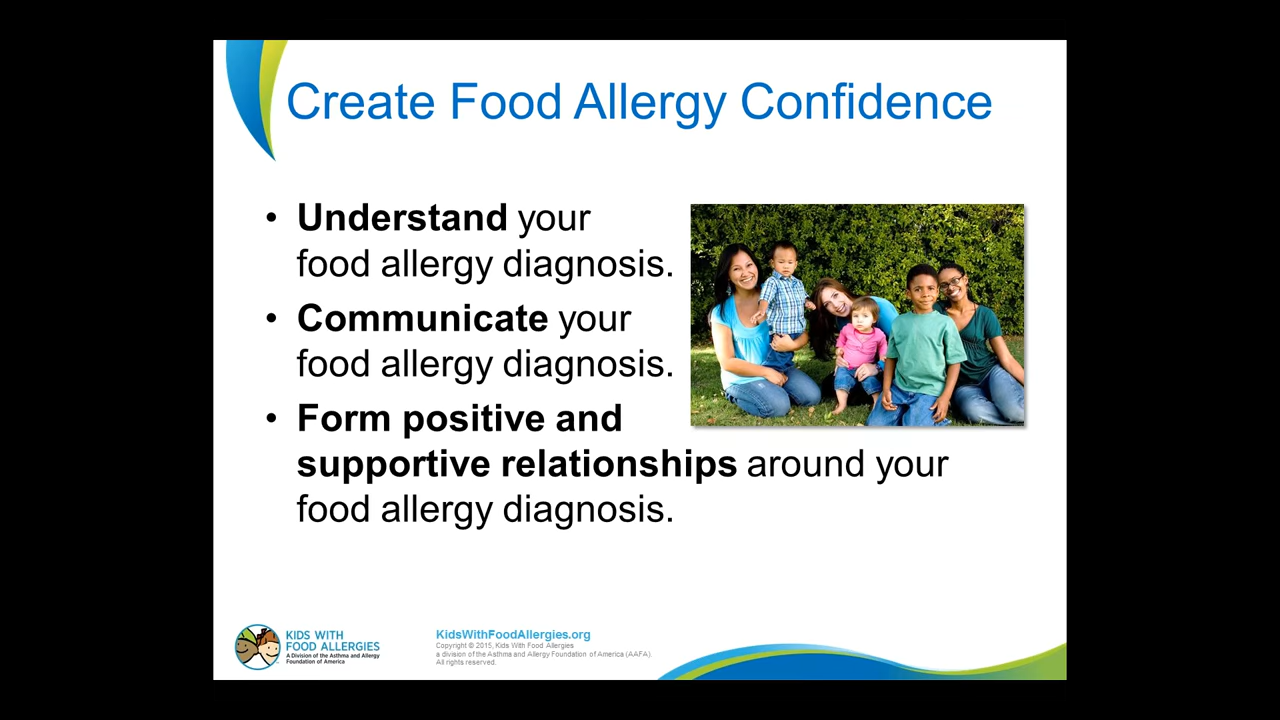 Create Food Allergy Confidence
• Understand your
food allergy diagnosis.
• Communicate your
food allergy diagnosis.
• Form positive and
supportive relationships around your
food allergy diagnosis.
KIDS WITH
FOOD ALLERGIES
A Division of the Asthma and Allergy
Foundation of America
KidsWithFoodAllergies.org
Copyright © 2015, Kids With Food Allergies
a division of the Asthma and Allergy Foundation of America (AAFA).
All rights reserved.